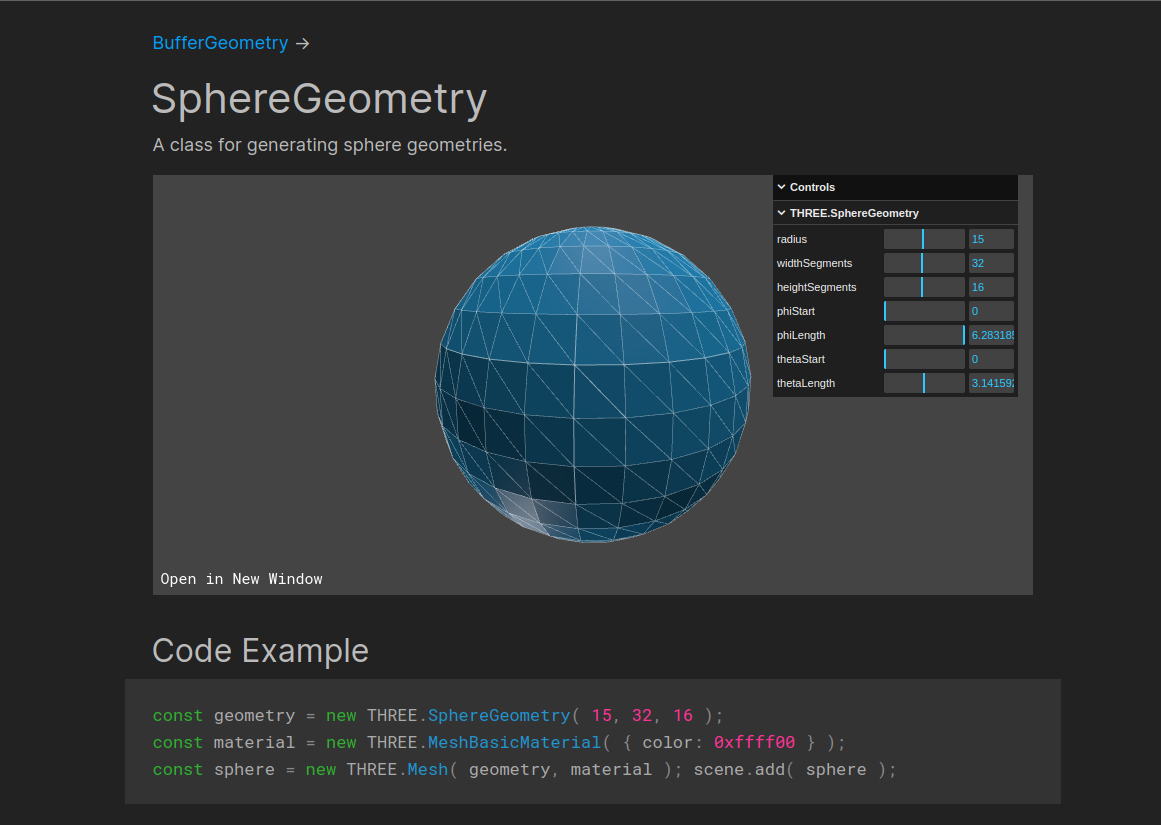 BufferGeometry →
SphereGeometry
A class for generating sphere geometries.
Controls
THREE.SphereGeometry
radius 15
widthSegments 32
heightSegments 16
phiStart 0
phiLength 6.283185
thetaStart 0
thetaLength 3.141592
Open in New Window
Code Example
const geometry = new THREE.SphereGeometry( 15, 32, 16 );
const material = new THREE.MeshBasicMaterial( { color: 0xffff00 } );
const sphere = new THREE.Mesh( geometry, material ); scene.add( sphere );